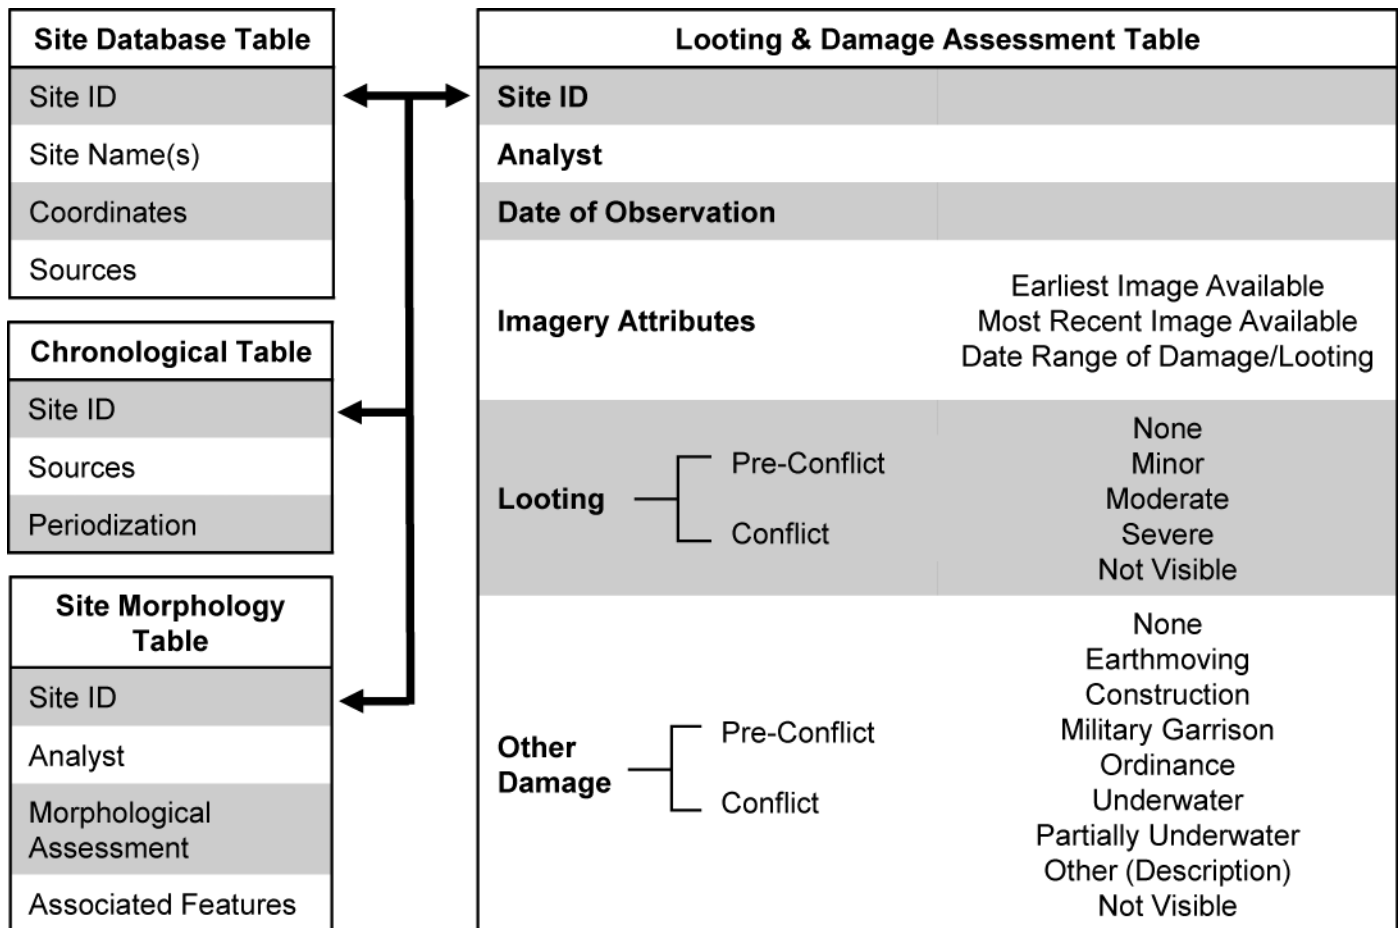 Site Database Table
Site ID
Site Name(s)
Coordinates
Sources
Chronological Table
Site ID
Sources
Periodization
Site Morphology
Table
Site ID
Analyst
Morphological
Assessment
Associated Features
Looting & Damage Assessment Table
Site ID
Analyst
Date of Observation
Imagery Attributes
Earliest Image Available
Most Recent Image Available
Date Range of Damage/Looting
Looting
Pre-Conflict
Conflict
None
Minor
Moderate
Severe
Not Visible
Other
Damage
Pre-Conflict
Conflict
None
Earthmoving
Construction
Military Garrison
Ordinance
Underwater
Partially Underwater
Other (Description)
Not Visible